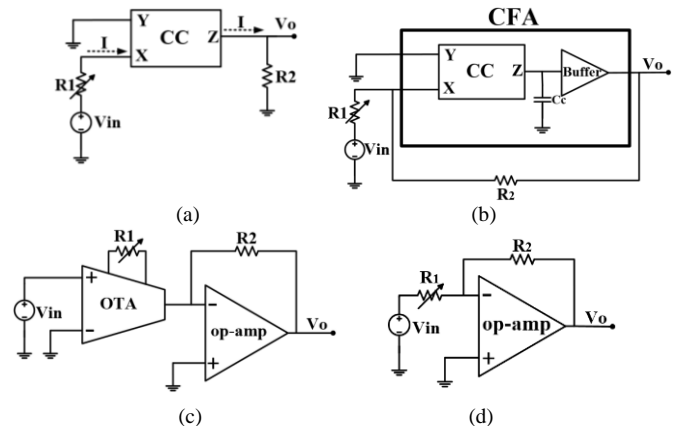 Y
I
I
Vo
CC
Z
X
R1
R2
Vin
(a)
CFA
Y
CC
Z
Buffer
Vo
X
Cc
R1
Vin
R2
(b)
R1
R2
+
OTA
Vin
−
−
op-amp
Vo
+
(c)
R2
R1
−
Vin
op-amp
Vo
+
(d)